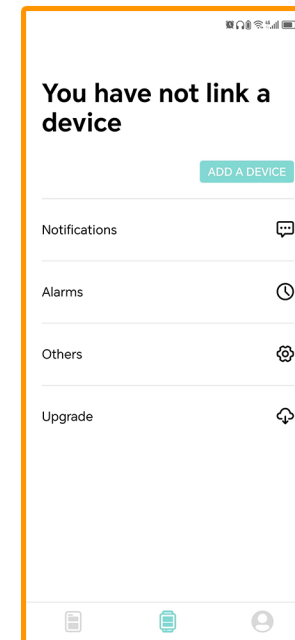 You have not link a
device
ADD A DEVICE
Notifications
Alarms
Others
Upgrade